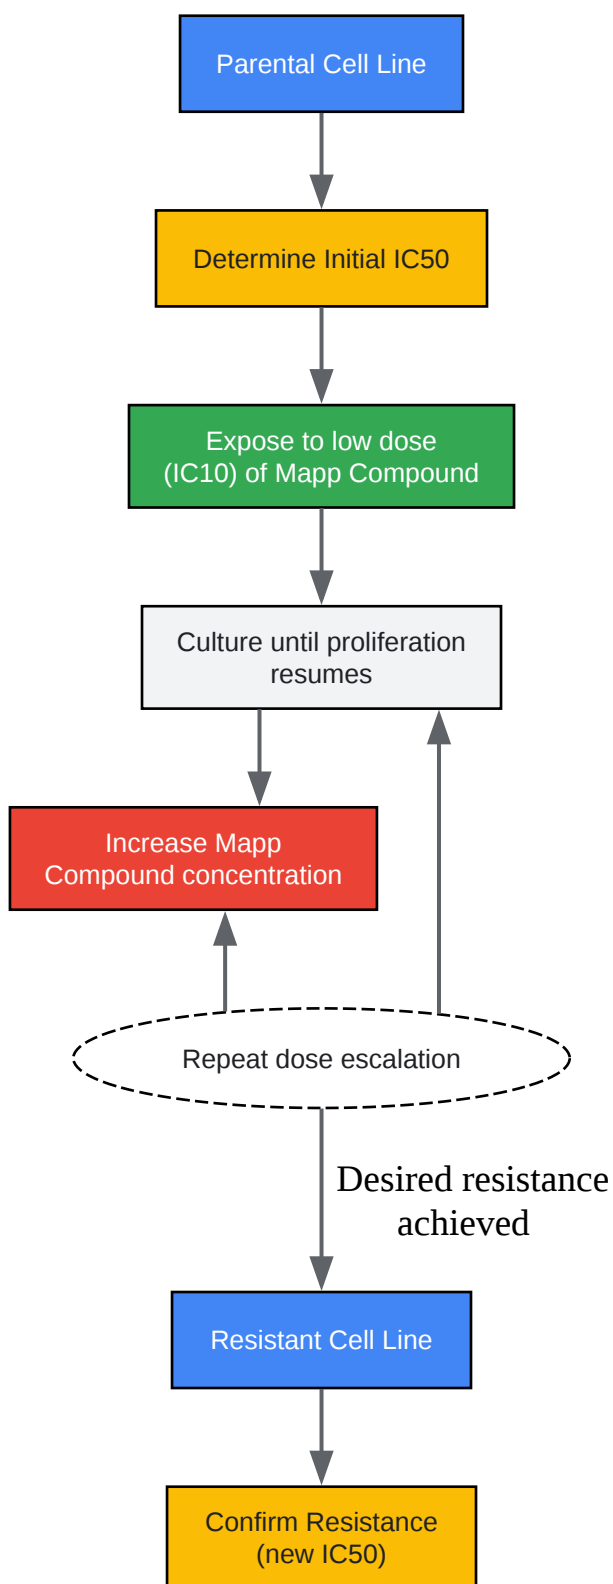 Parental Cell Line
Determine Initial IC50
Expose to low dose
(IC10) of Mapp Compound
Culture until proliferation
resumes
Increase Mapp
Compound concentration
Repeat dose escalation
Desired resistance
achieved
Resistant Cell Line
Confirm Resistance
(new IC50)